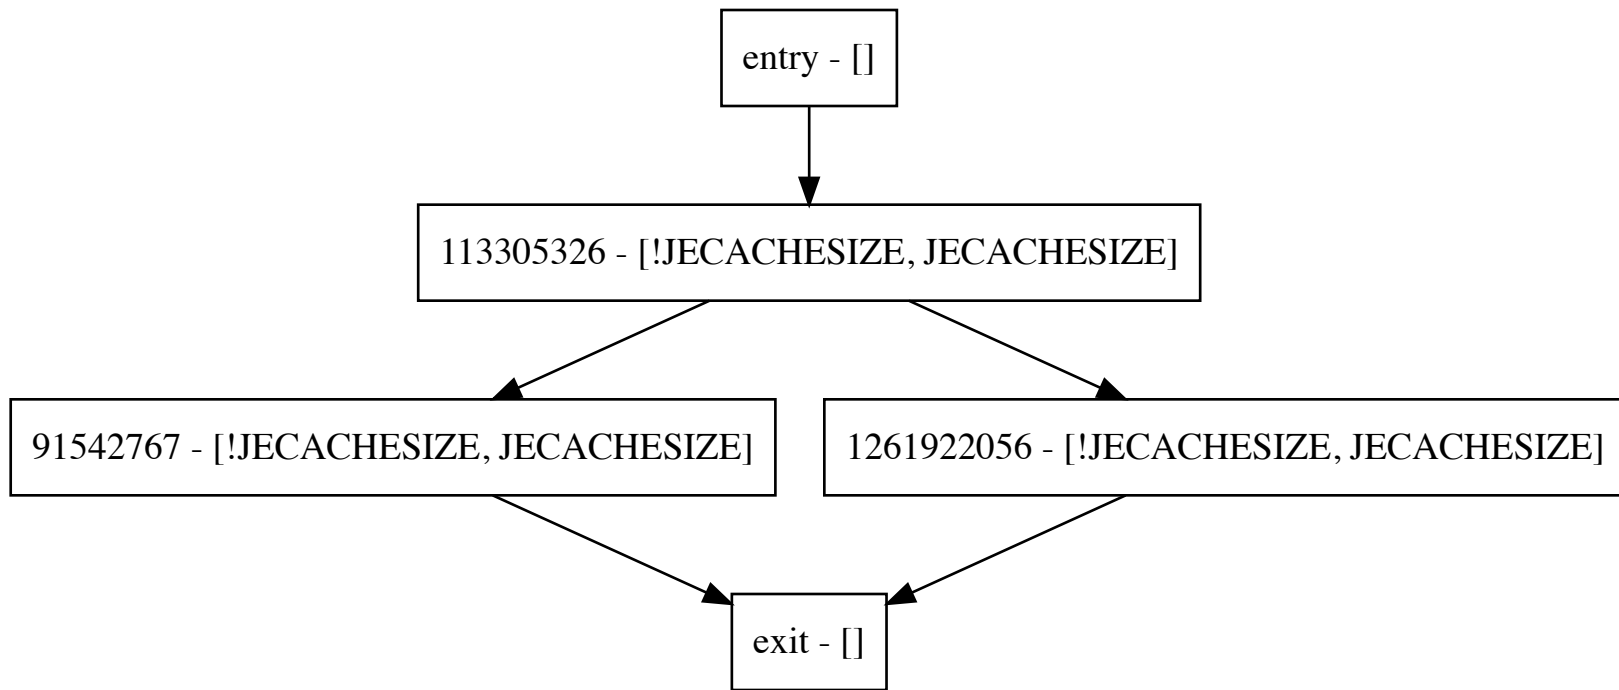 entry - []
113305326 - [!JECACHESIZE, JECACHESIZE]
91542767 - [!JECACHESIZE, JECACHESIZE]
1261922056 - [!JECACHESIZE, JECACHESIZE]
exit - []